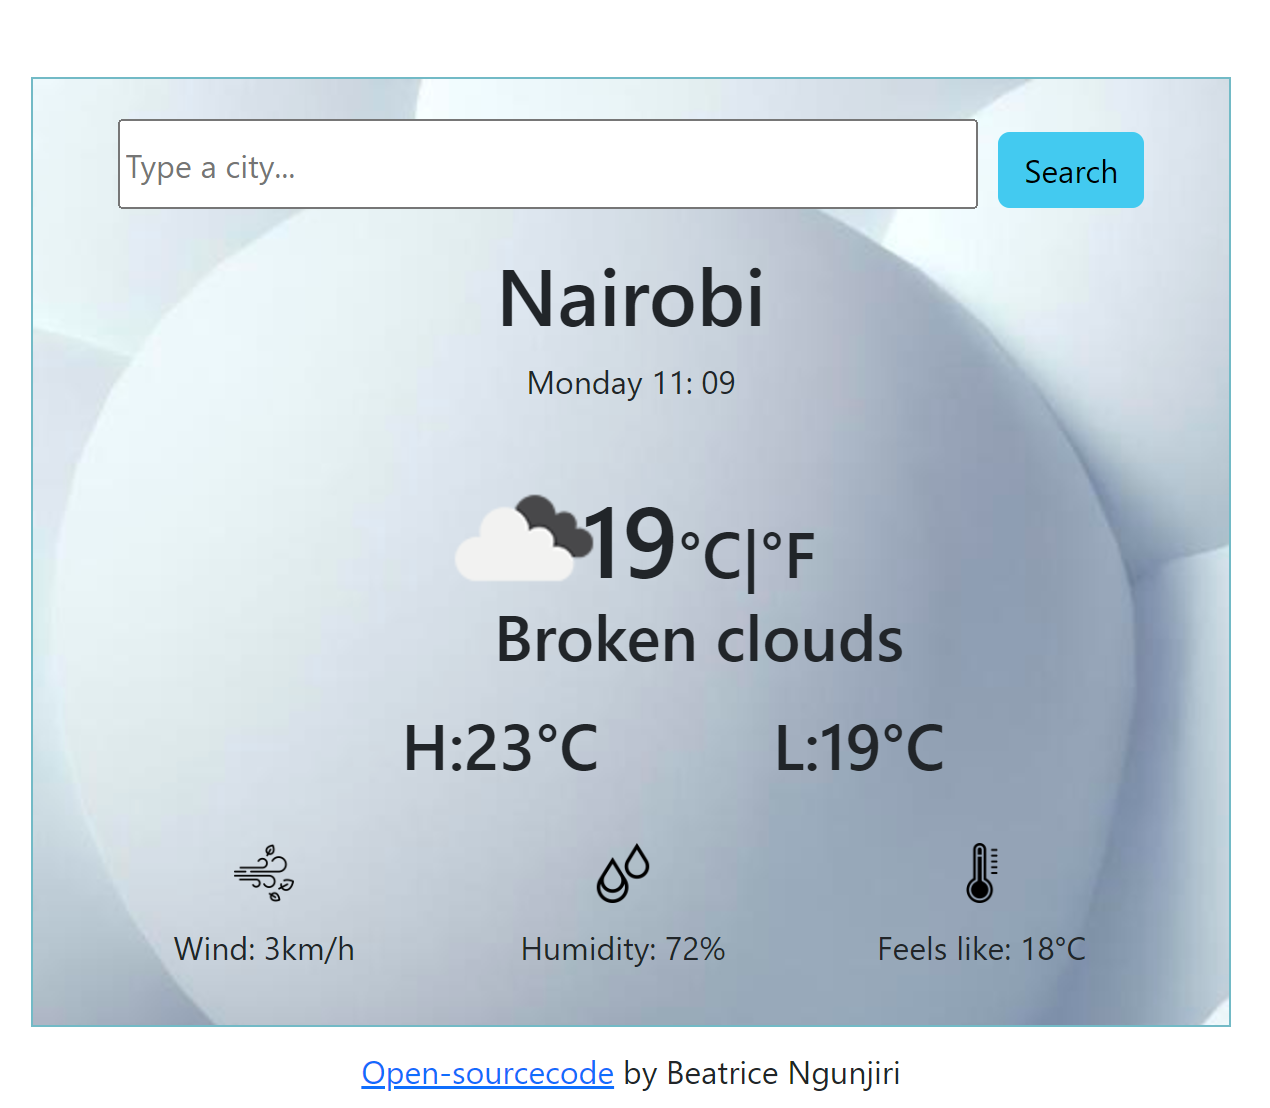 Type a city...
Search
Nairobi
Monday 11: 09
19°C|°F
Broken clouds
H:23°C L:19°C
Wind: 3km/h Humidity: 72% Feels like: 18°C
Open-sourcecode by Beatrice Ngunjiri